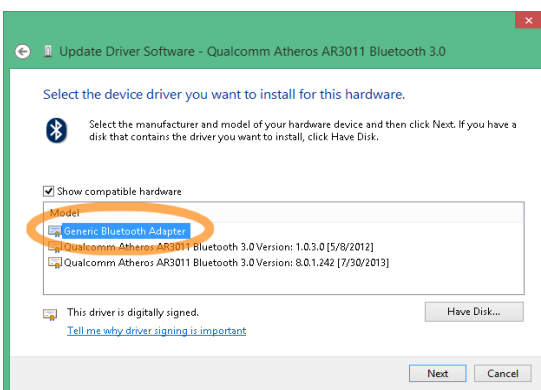 Update Driver Software - Qualcomm Atheros AR3011 Bluetooth 3.0
Select the device driver you want to install for this hardware.
Select the manufacturer and model of your hardware device and then click Next. If you have a
disk that contains the driver you want to install, click Have Disk.
Show compatible hardware
Model
Generic Bluetooth Adapter
Qualcomm Atheros AR3011 Bluetooth 3.0 Version: 1.0.3.0 [5/8/2012]
Qualcomm Atheros AR3011 Bluetooth 3.0 Version: 8.0.1.242 [7/30/2013]
This driver is digitally signed.
Have Disk...
Tell me why driver signing is important
Next
Cancel